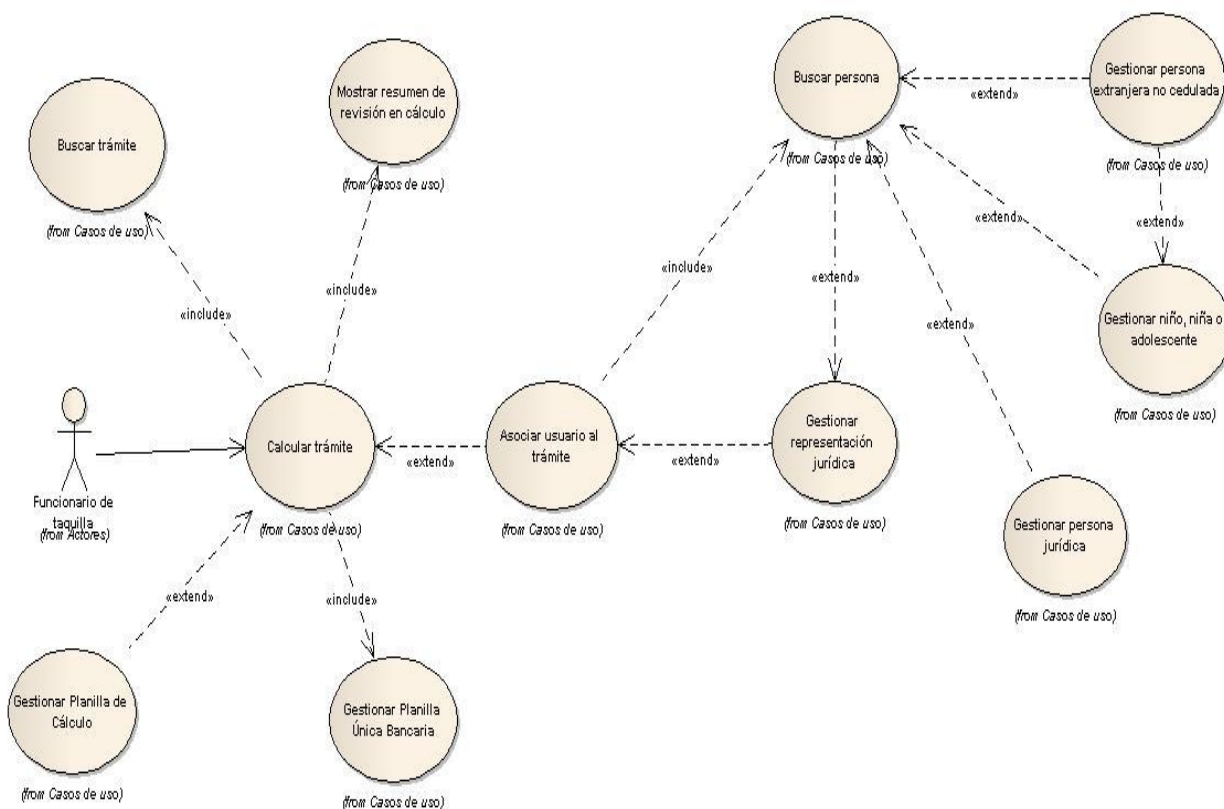 Buscar trámite
(from Casos de uso)
Mostrar resumen de
revisión en cálculo
(from Casos de uso)
Buscar persona
(from Casos de uso)
Gestionar persona
extranjera no cedulada
(from Casos de uso)
«extend»
«extend»
«extend»
«include»
«include»
«include»
«extend»
«extend»
Gestionar niño, niña o
adolescente
(from Casos de uso)
Funcionario de
taquilla
(from Actores)
Calcular trámite
(from Casos de uso)
«extend»
Asociar usuario al
trámite
(from Casos de uso)
«extend»
Gestionar
representación
jurídica
(from Casos de uso)
Gestionar persona
jurídica
(from Casos de uso)
«extend»
«include»
Gestionar Planilla de
Cálculo
(from Casos de uso)
Gestionar Planilla
Única Bancaria
(from Casos de uso)